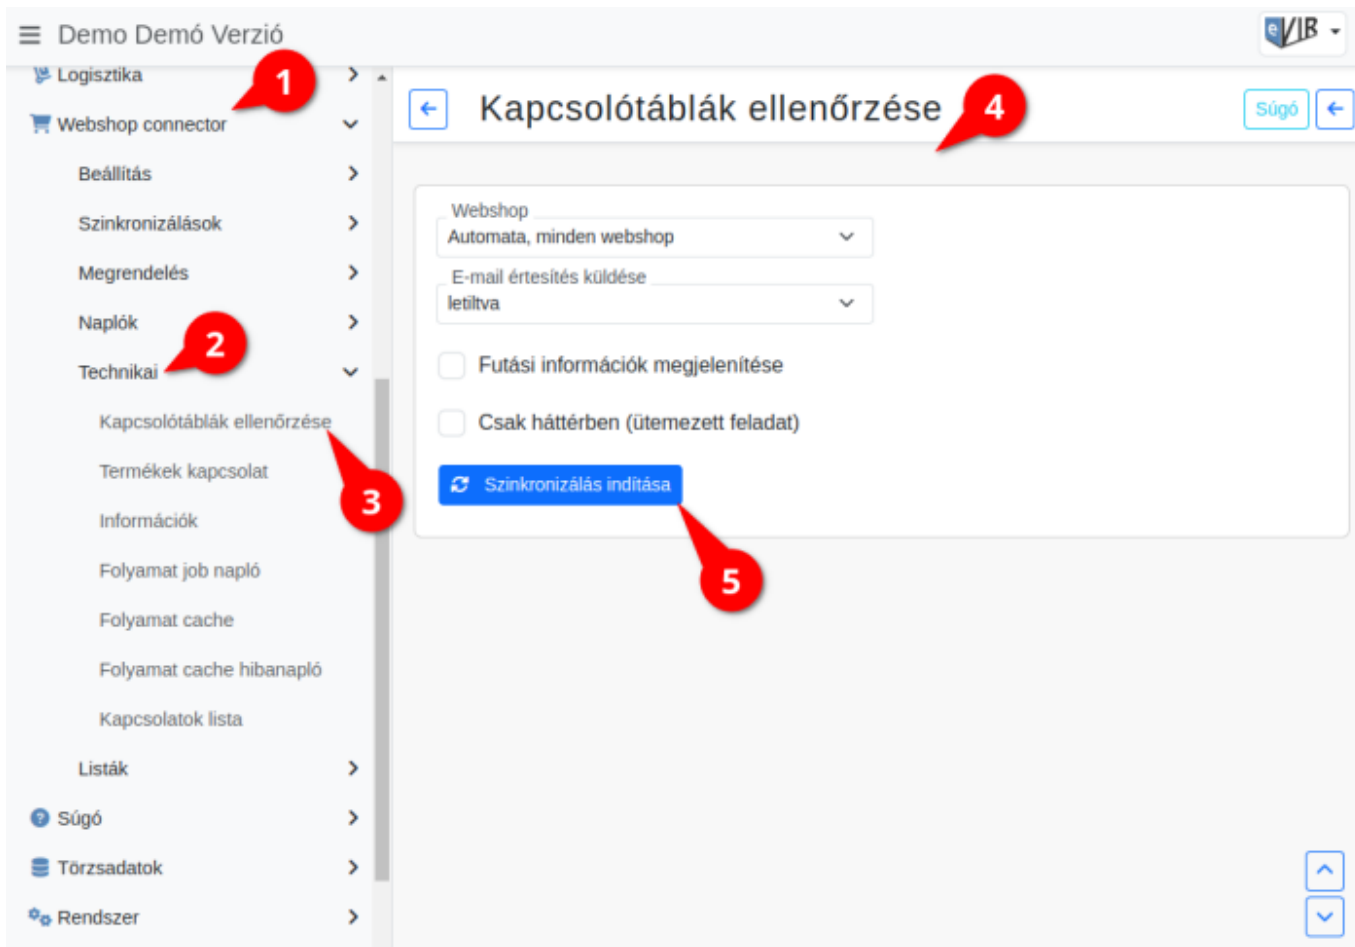 Demo Demó Verzió
eVIR
Logisztika
1
Webshop connector
Beállítás
Szinkronizálások
Megrendelés
Naplók
2
Technikai
Kapcsolótáblák ellenőrzése
3
Termékek kapcsolat
Információk
Folyamat job napló
Folyamat cache
Folyamat cache hibanapló
Kapcsolatok lista
Listák
Súgó
Törzsadatok
Rendszer
Kapcsolótáblák ellenőrzése
4
Súgó
Webshop
Automata, minden webshop
E-mail értesítés küldése
letiltva
Futási információk megjelenítése
Csak háttérben (ütemezett feladat)
Szinkronizálás indítása
5